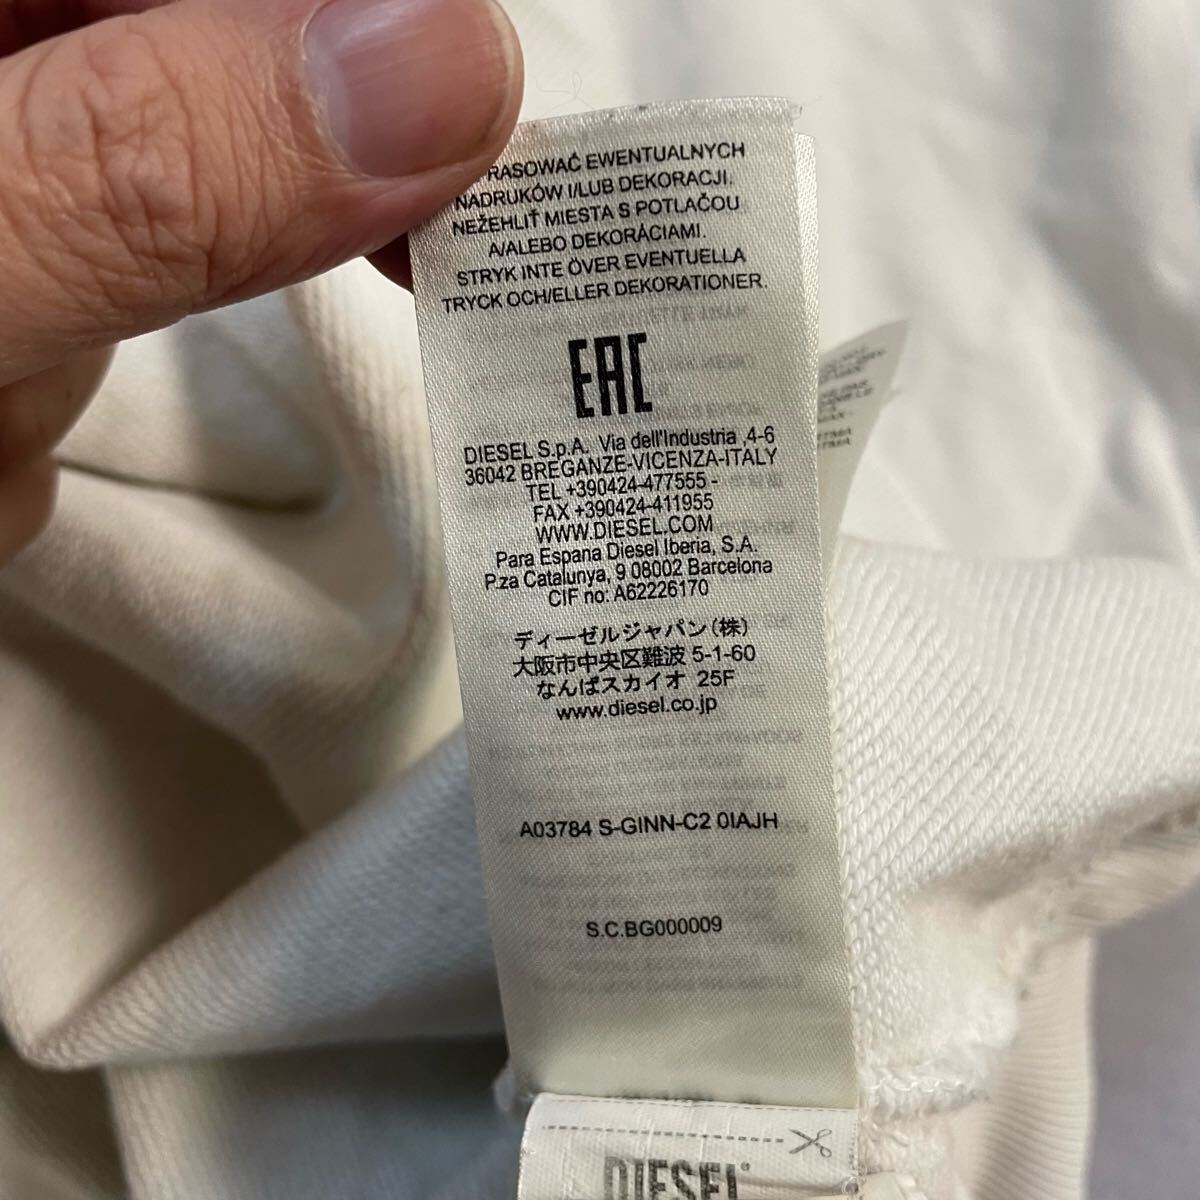 RASOWAĆ EWENTUALNYCH
NADRUKÓW I/LUB DEKORACJI.
NEŽEHLIŤ MIESTA S POTLAČOU
A/ALEBO DEKORÁCIAMI.
STRYK INTE ÖVER EVENTUELLA
TRYCK OCH/ELLER DEKORATIONER.
EAC
DIESEL S.p.A. Via dell'Industria ,4-6
36042 BREGANZE-VICENZA-ITALY
TEL +390424-477555 -
FAX +390424-411955
WWW.DIESEL.COM
Para Espana Diesel Iberia, S.A.
P.za Catalunya, 9 08002 Barcelona
CIF no: A62226170
ディーゼルジャパン(株)
大阪市中央区難波 5-1-60
なんばスカイオ 25F
www.diesel.co.jp
A03784 S-GINN-C2 0IAJH
S.C.BG000009
DIESEL